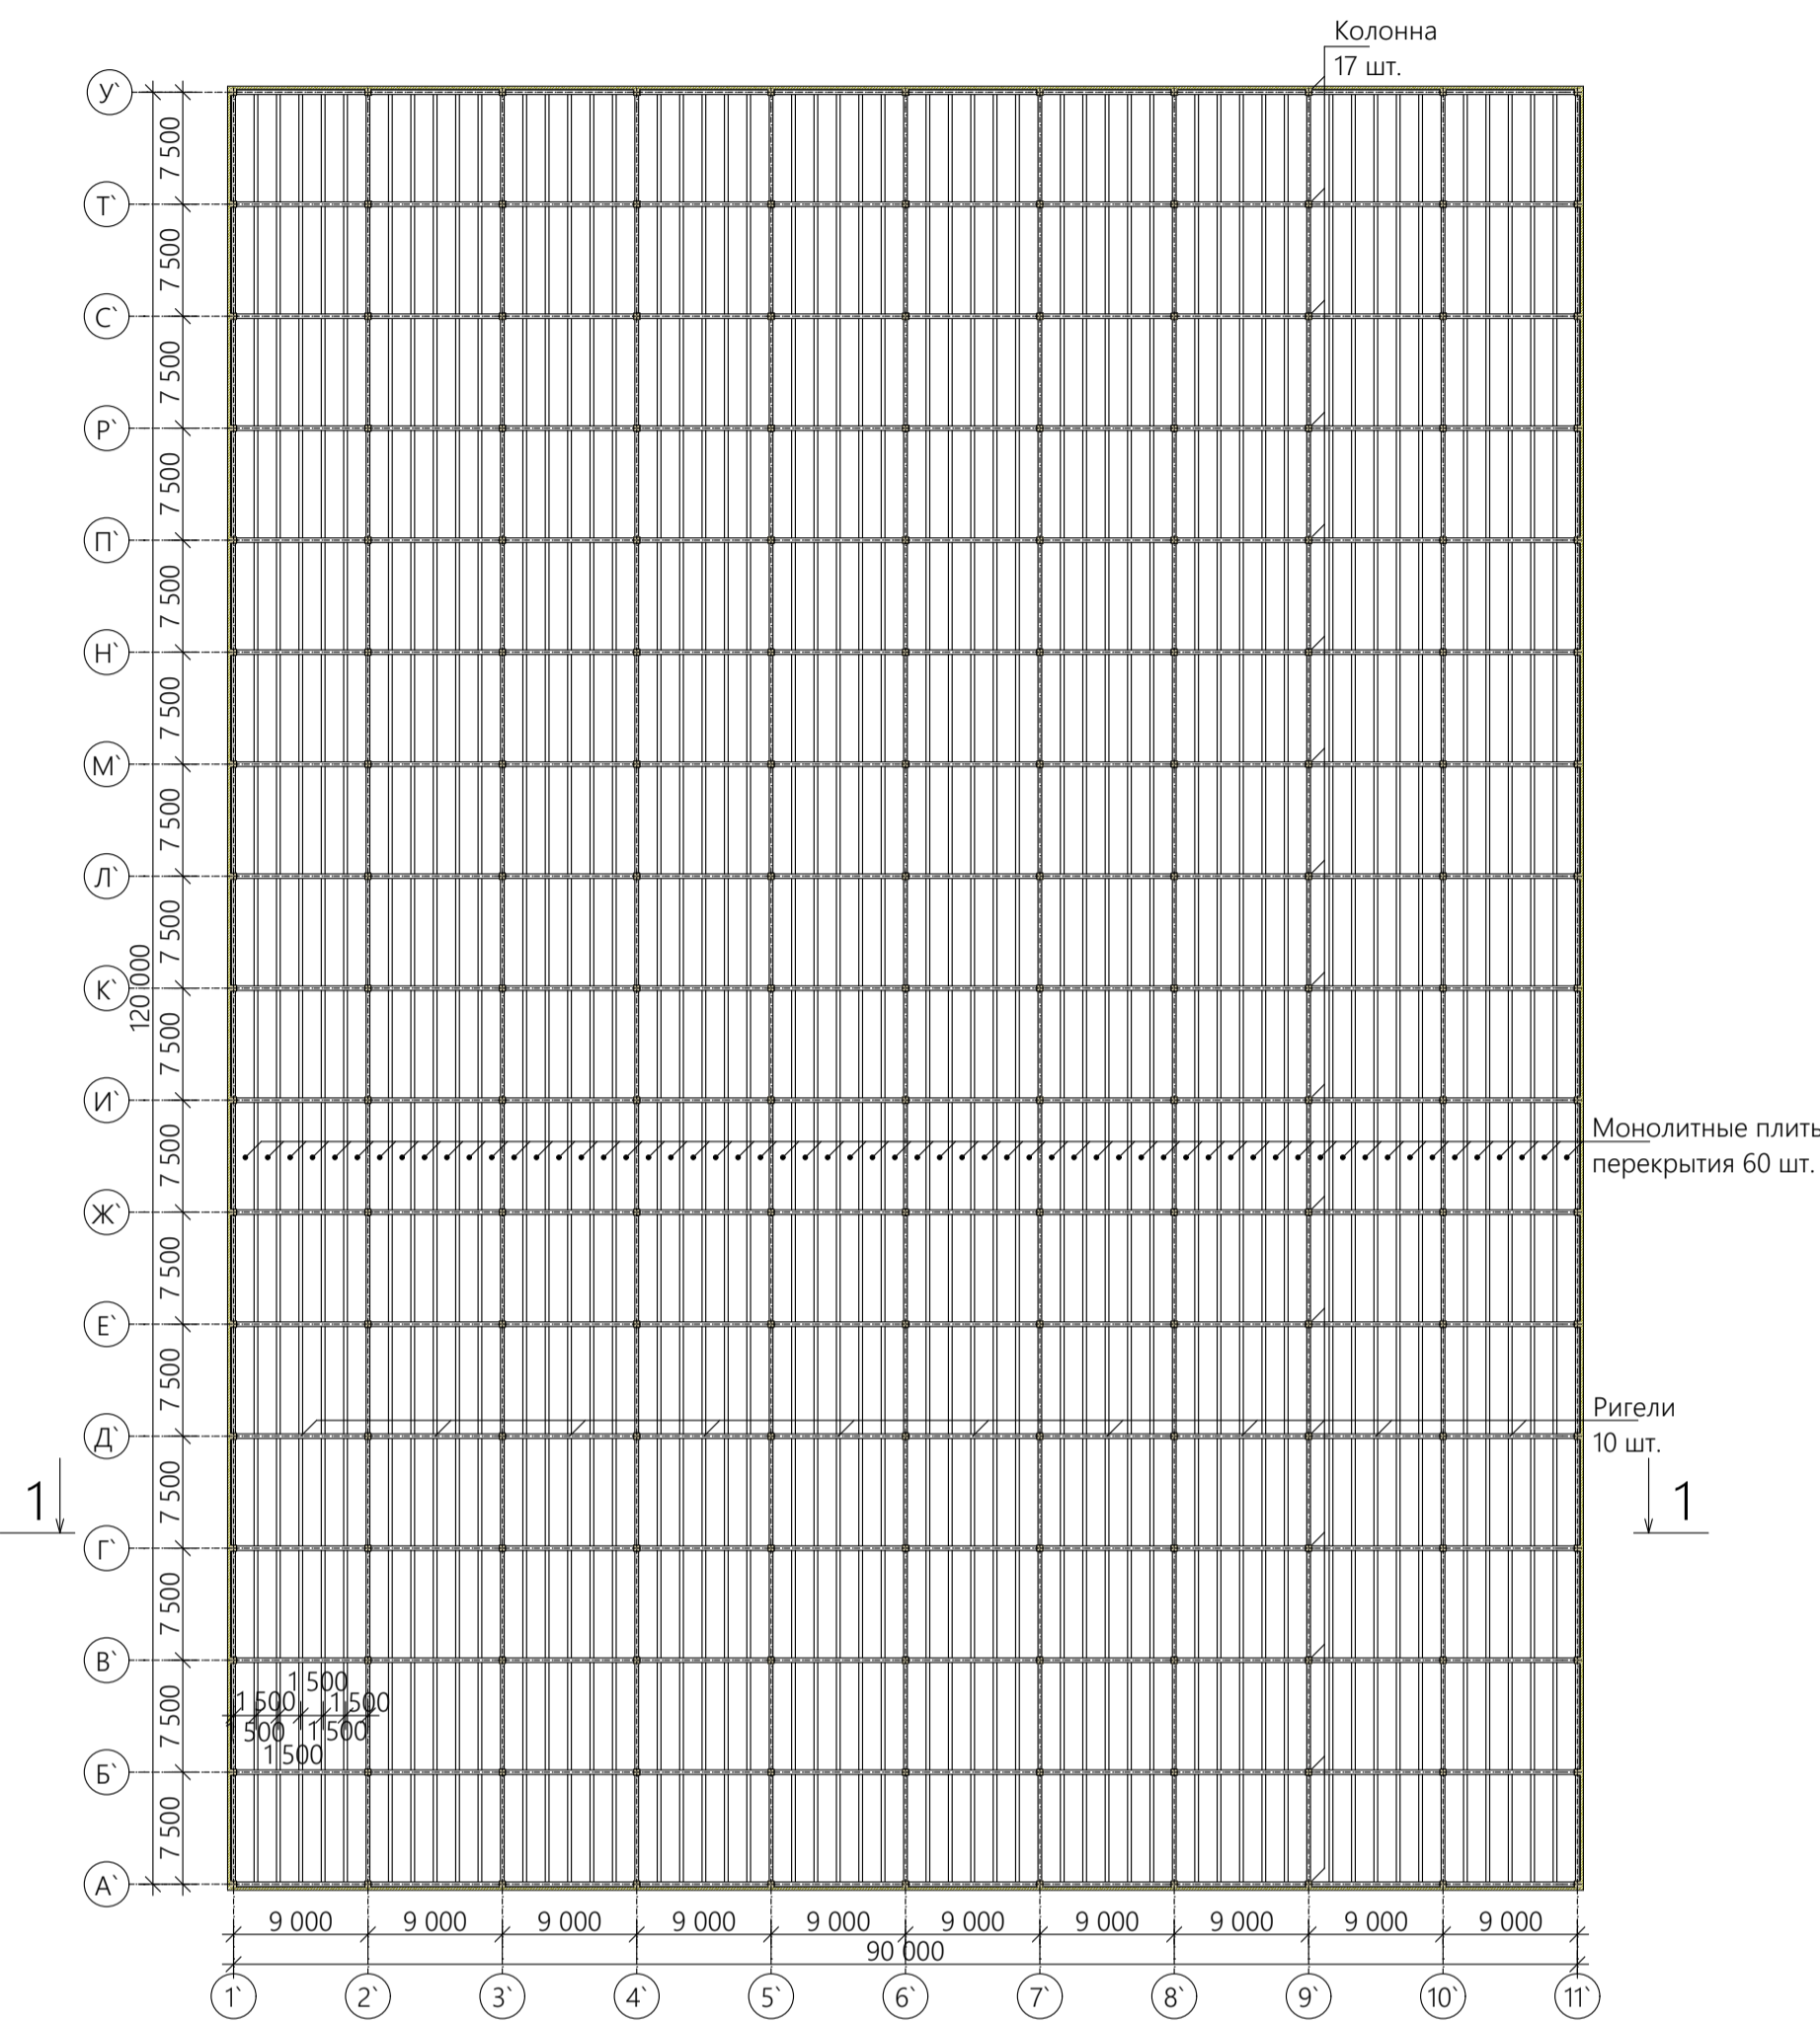 Колонна
17 шт.
У`
7 500
Т`
7 500
С`
7 500
Р`
7 500
П`
7 500
Н`
7 500
М`
7 500
Л`
7 500
120 000
К`
7 500
И`
Монолитные плиты
7 500
перекрытия 60 шт.
Ж`
7 500
Е`
7 500
Ригели
Д`
10 шт.
7 500
1
1
Г`
7 500
В`
1 500
1 500
1 500
7 500
500
1 500
1 500
Б`
7 500
А`
9 000 9 000 9 000 9 000 9 000 9 000 9 000 9 000 9 000 9 000
90 000
1` 2` 3` 4` 5` 6` 7` 8` 9` 10` 11`